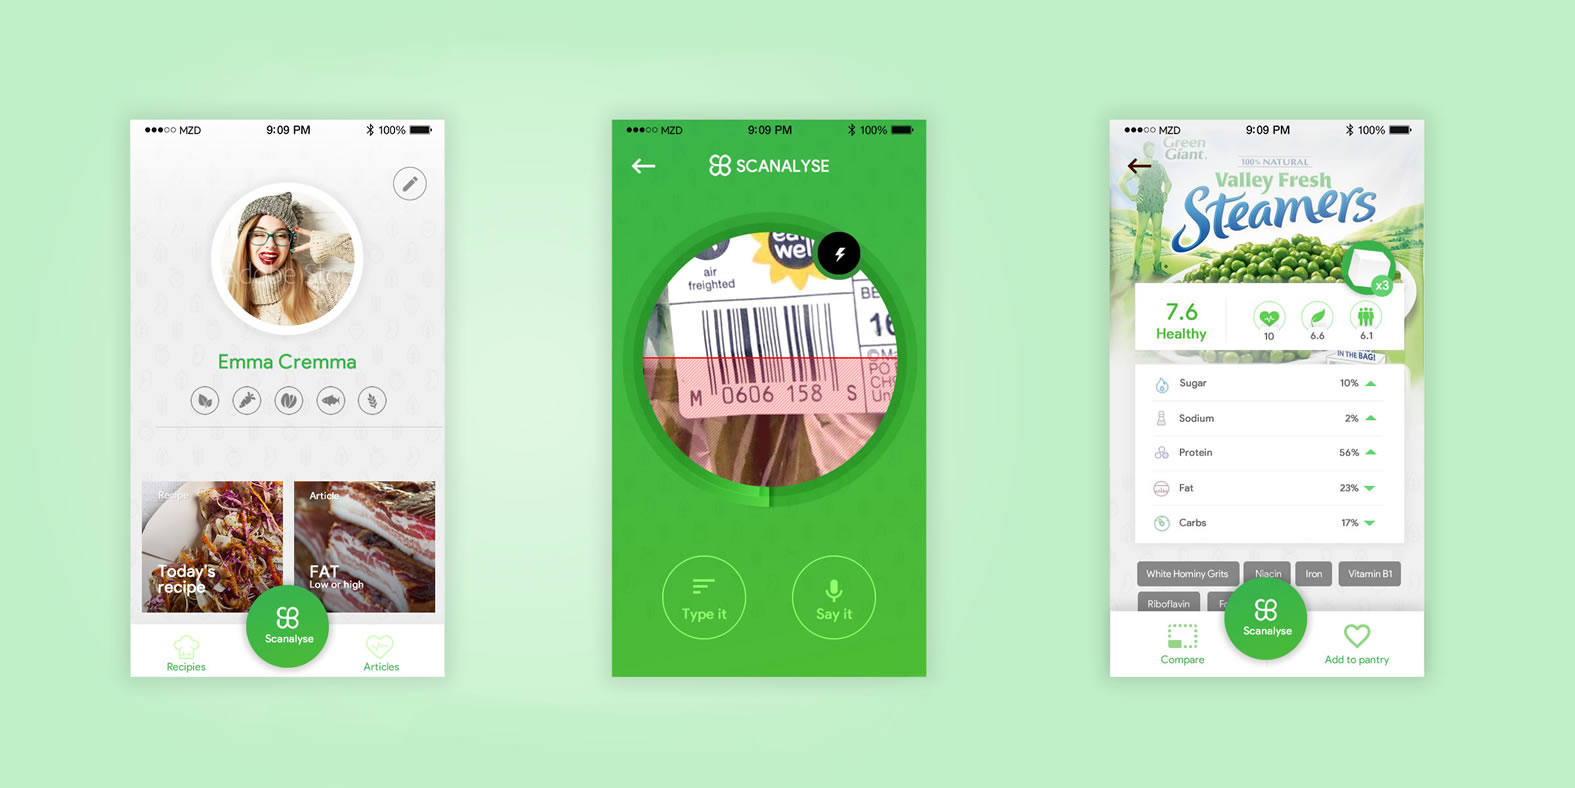 MZD
9:09 PM
100%
Adobe Stoc
Emma Cremma
Recipe
Today's
recipe
Article
FAT
Low or high
Scanalyse
Recipies
Articles
MZD
9:09 PM
100%
SCANALYSE
eat
well
air
freighted
BE
16
PO
CH
Un
M 0606 158 S
Type it
Say it
MZD
9:09 PM
100%
Green
Giant.
100% NATURAL
Valley Fresh
Steamers
x3
7.6
Healthy
10
6.6
6.1
IN THE BAG!
Sugar 10%
Sodium 2%
Protein 56%
Fat 23%
Carbs 17%
White Hominy Grits
Niacin
Iron
Vitamin B1
Riboflavin
Fo
Scanalyse
Compare
Add to pantry